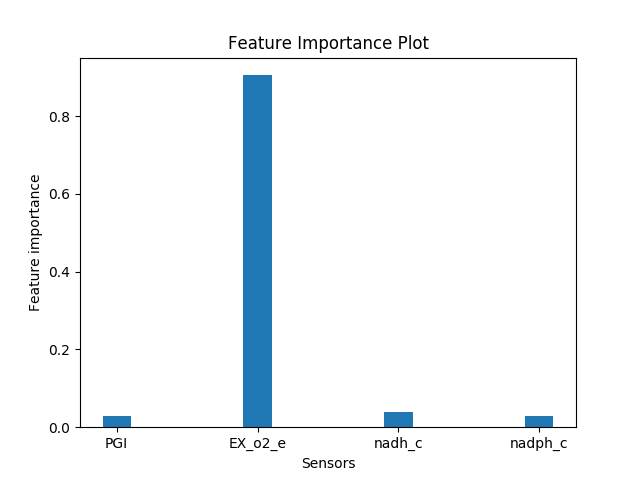 Feature Importance Plot
Feature importance
0.8
0.6
0.4
0.2
0.0
PGI EX_o2_e nadh_c nadph_c
Sensors